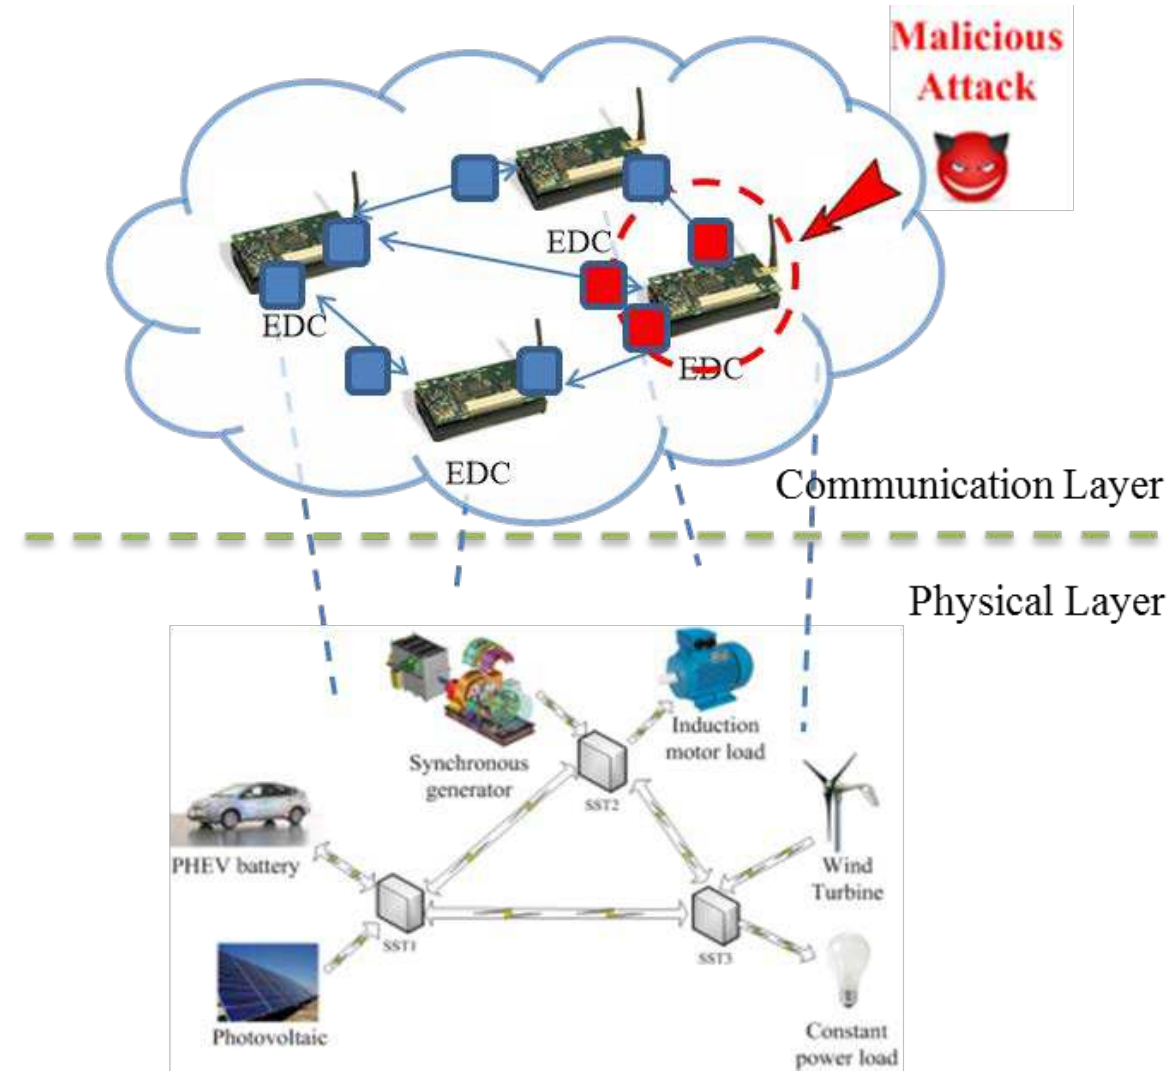 Malicious
Attack
EDC
EDC
EDC
EDC
Communication Layer
Physical Layer
Synchronous
generator
Induction
motor load
SST2
PHEV battery
Wind
Turbine
SST1
SST3
Photovoltaic
Constant
power load